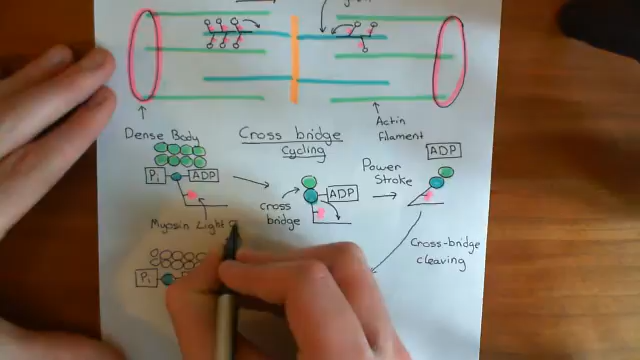 Actin
Filament
Dense Body
Cross bridge
Cycling
ADP
Pi
ADP
Power
Stroke
ADP
cross
bridge
Myosin Light
Cross-bridge
cleaving
Pi